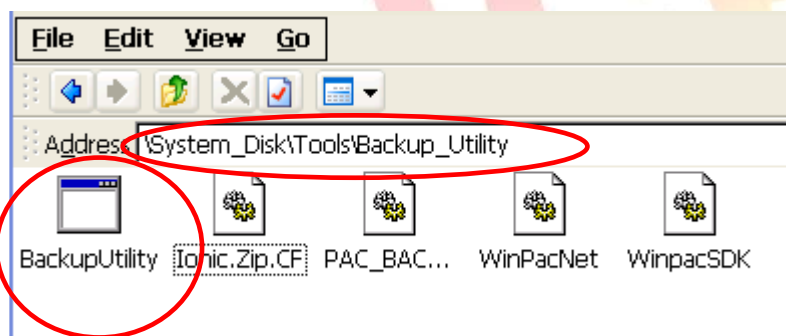 File Edit View Go
Address \System_Disk\Tools\Backup_Utility
BackupUtility Ionic.Zip.CF PAC_BAC... WinPacNet WinpacSDK